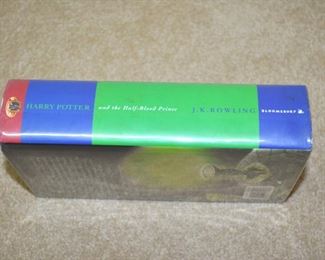 HARRY POTTER and the Half-Blood Prince J.K. ROWLING BLOOMSBURY